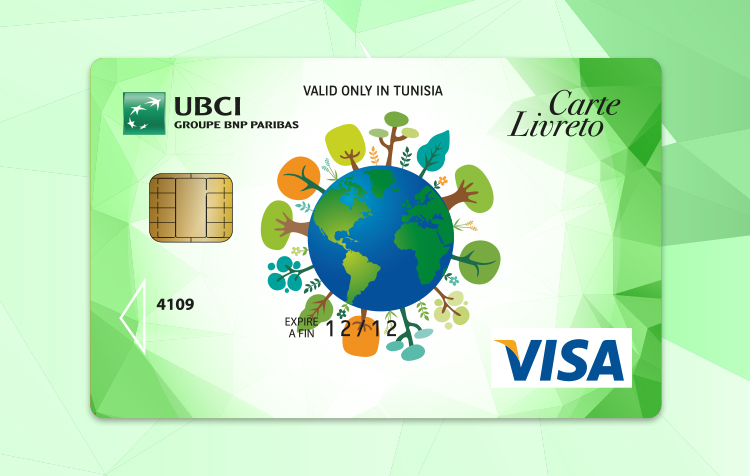 VALID ONLY IN TUNISIA
UBCI
GROUPE BNP PARIBAS
Carte
Livreto
4109
EXPIRE
A FIN
12/12
VISA